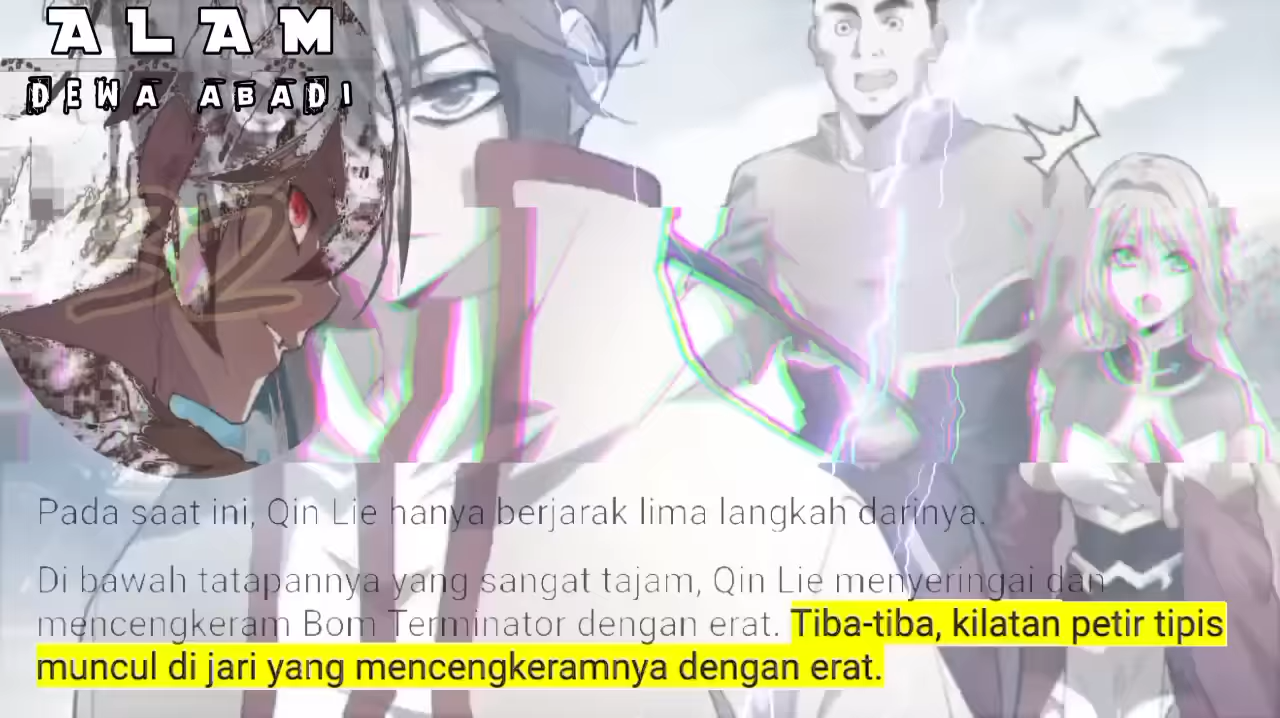 ALAM
DEWA ABADI
32
Pada saat ini, Qin Lie hanya berjarak lima langkah darinya.
Di bawah tatapannya yang sangat tajam, Qin Lie menyeringai dan
mencengkeram Bom Terminator dengan erat. Tiba-tiba, kilatan petir tipis
muncul di jari yang mencengkeramnya dengan erat.